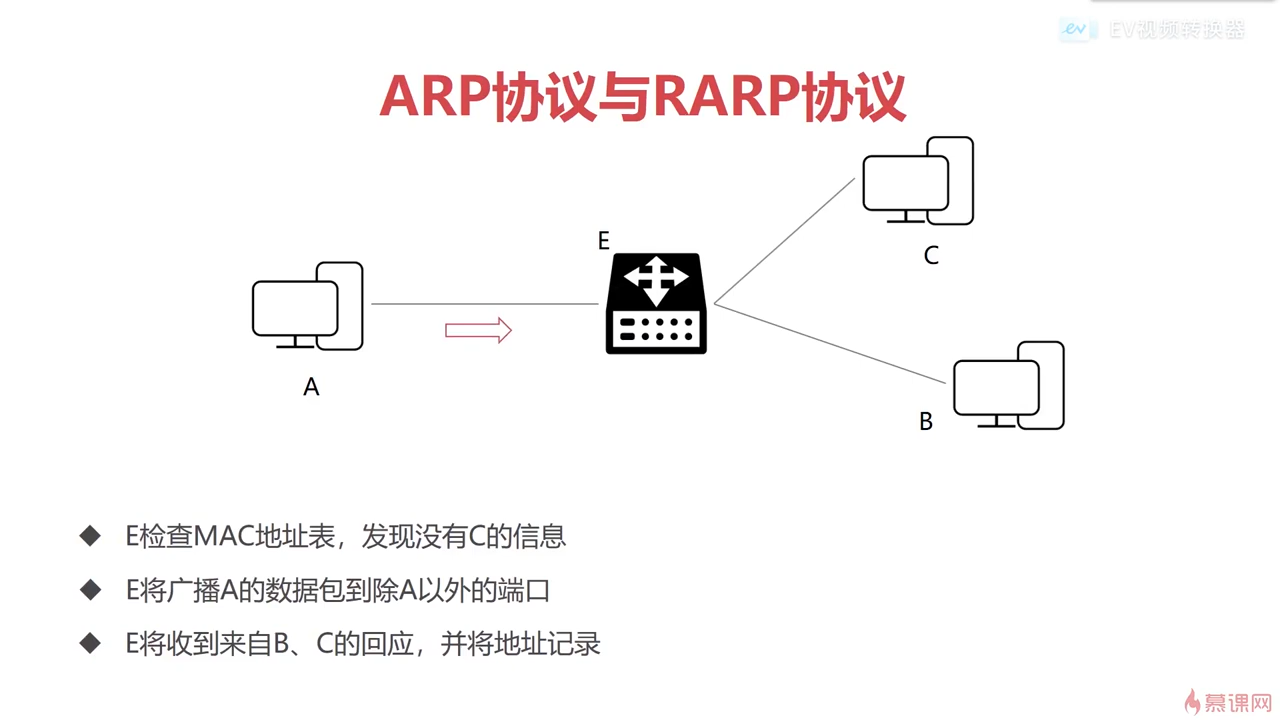 EV视频转换器
ARP协议与RARP协议
E
C
A
B
E检查MAC地址表，发现没有C的信息
E将广播A的数据包到除A以外的端口
E将收到来自B、C的回应，并将地址记录
慕课网